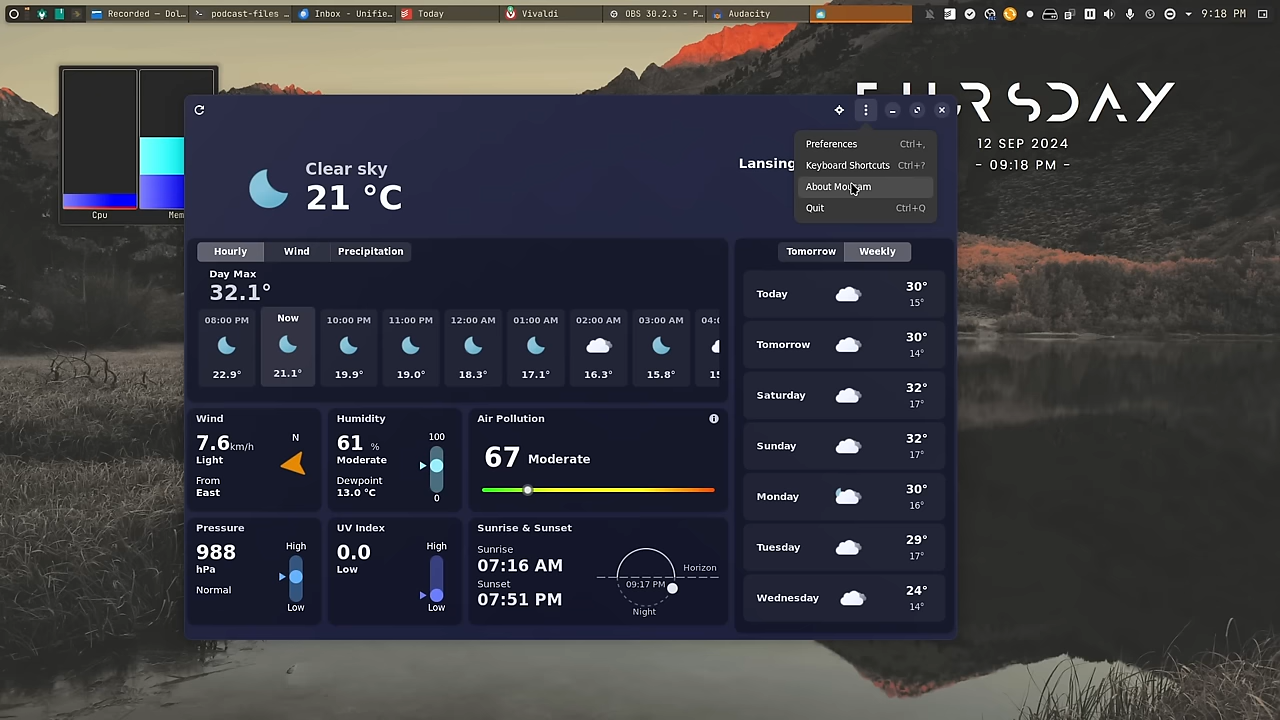 Recorded — Dol...
podcast-files ...
Inbox - Unifie...
Today
Vivaldi
OBS 30.2.3 - P...
Audacity
9:18 PM
12 SEP 2024
- 09:18 PM -
Cpu
Mem
Clear sky
21 °C
Lansing
Preferences Ctrl+,
Keyboard Shortcuts Ctrl+?
About
Quit Ctrl+Q
Hourly Wind Precipitation
Day Max
32.1°
08:00 PM Now 10:00 PM 11:00 PM 12:00 AM 01:00 AM 02:00 AM 03:00 AM 04:0
22.9° 21.1° 19.9° 19.0° 18.3° 17.1° 16.3° 15.8° 15
Tomorrow Weekly
Today 30° 15°
Tomorrow 30° 14°
Saturday 32° 17°
Sunday 32° 17°
Monday 30° 16°
Tuesday 29° 17°
Wednesday 24° 14°
Wind
7.6km/h
Light
From
East
N
Humidity
61 %
Moderate
Dewpoint
13.0 °C
100
0
Air Pollution
67 Moderate
Pressure
988
hPa
Normal
High
Low
UV Index
0.0
Low
High
Low
Sunrise & Sunset
Sunrise
07:16 AM
Sunset
07:51 PM
Horizon
09:17 PM
Night